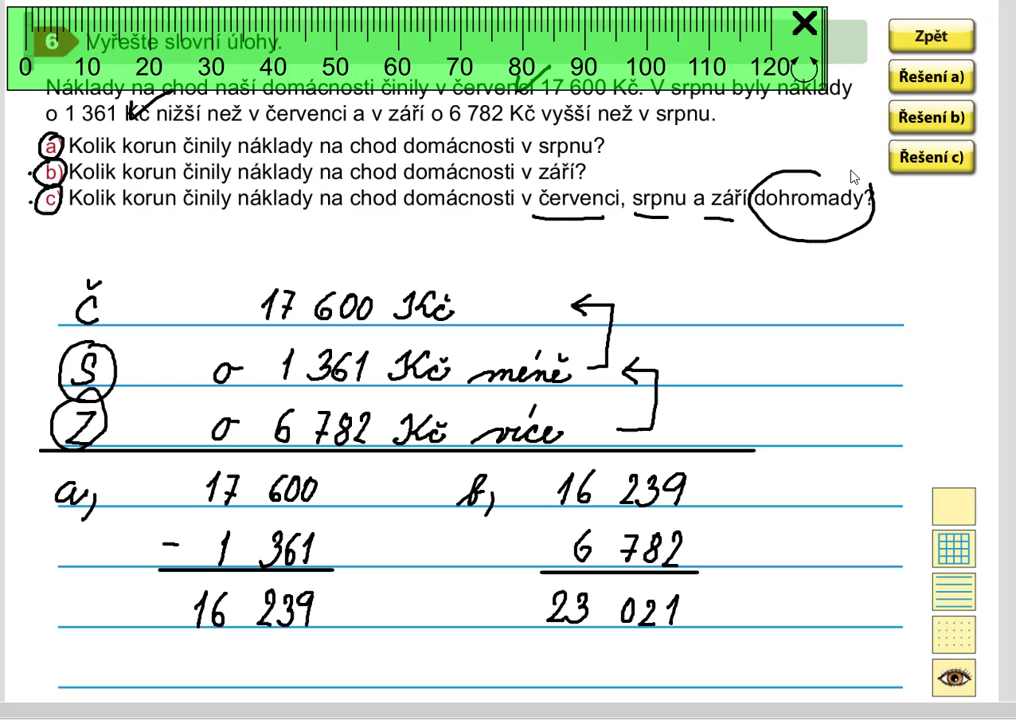 6 Vyřešte slovní úlohy.
0 10 20 30 40 50 60 70 80 90 100 110 120
Náklady na chod naší domácnosti činily v červenci 17 600 Kč. V srpnu byly náklady
o 1 361 Kč nižší než v červenci a v září o 6 782 Kč vyšší než v srpnu.
a) Kolik korun činily náklady na chod domácnosti v srpnu?
b) Kolik korun činily náklady na chod domácnosti v září?
c) Kolik korun činily náklady na chod domácnosti v červenci, srpnu a září dohromady?
Zpět
Řešení a)
Řešení b)
Řešení c)
Č 17 600 Kč
S o 1 361 Kč méně
Z o 6 782 Kč více
a, 17 600 b, 16 239
- 1 361 6 782
16 239 23 021